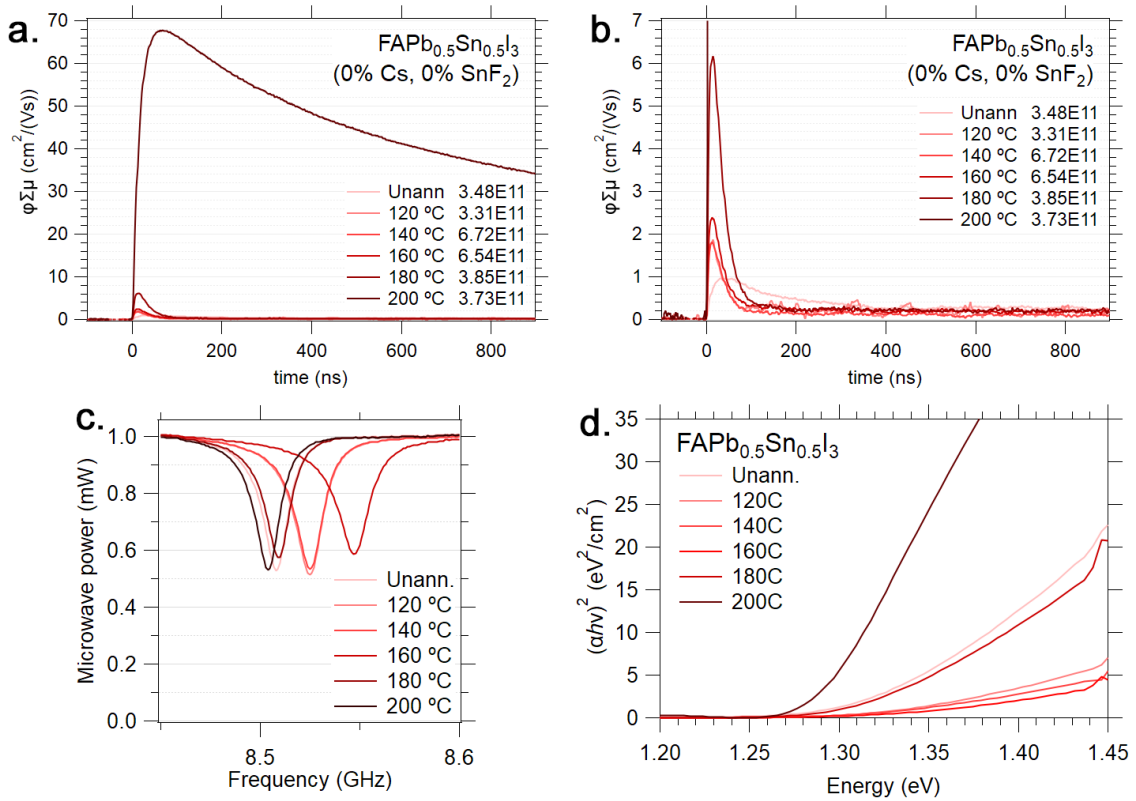 a.
70
60
50
40
30
20
10
0
φΣμ (cm²/(Vs))
FAPb0.5Sn0.5I3
(0% Cs, 0% SnF2)
Unann 3.48E11
120 ºC 3.31E11
140 ºC 6.72E11
160 ºC 6.54E11
180 ºC 3.85E11
200 ºC 3.73E11
0 200 400 600 800
time (ns)
b.
7
6
5
4
3
2
1
0
φΣμ (cm²/(Vs))
FAPb0.5Sn0.5I3
(0% Cs, 0% SnF2)
Unann 3.48E11
120 ºC 3.31E11
140 ºC 6.72E11
160 ºC 6.54E11
180 ºC 3.85E11
200 ºC 3.73E11
0 200 400 600 800
time (ns)
c.
1.0
0.8
0.6
0.4
0.2
0.0
Microwave power (mW)
Unann.
120 ºC
140 ºC
160 ºC
180 ºC
200 ºC
8.5 8.6
Frequency (GHz)
d.
35
30
25
20
15
10
5
0
(αhν)² (eV²/cm²)
FAPb0.5Sn0.5I3
Unann.
120C
140C
160C
180C
200C
1.20 1.25 1.30 1.35 1.40 1.45
Energy (eV)